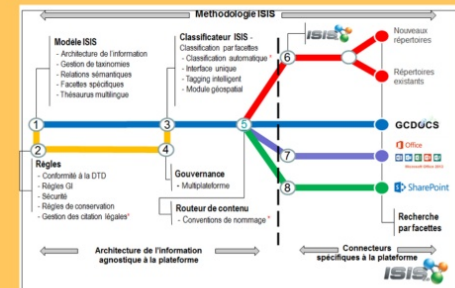 Methodologie ISIS
Modèle ISIS
- Architecture de l'information
- Gestion de taxonomies
- Relations sémantiques
- Facettes spécifiques
- Thésaurus multilingue
Classificateur ISIS -
Classification par facettes
- Classification automatique *
- Interface unique
- Tagging intelligent
- Module géospatial
6
ISIS
Nouveaux
répertoires
Répertoires
existants
1
3
5
GCDOCS
2
4
7
Office
Règles
- Conformité à la DTD
- Règles GI
- Sécurité
- Règles de conservation
- Gestion des citation légales*
Gouvernance
- Multiplateforme
Routeur de contenu
- Conventions de nommage *
8
SharePoint
Recherche
par facettes
Architecture de l'information
agnostique à la plateforme
Connecteurs
spécifiques à la plateforme
ISIS